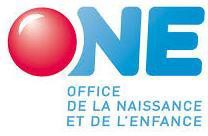 ONE
OFFICE
DE LA NAISSANCE
ET DE L'ENFANCE